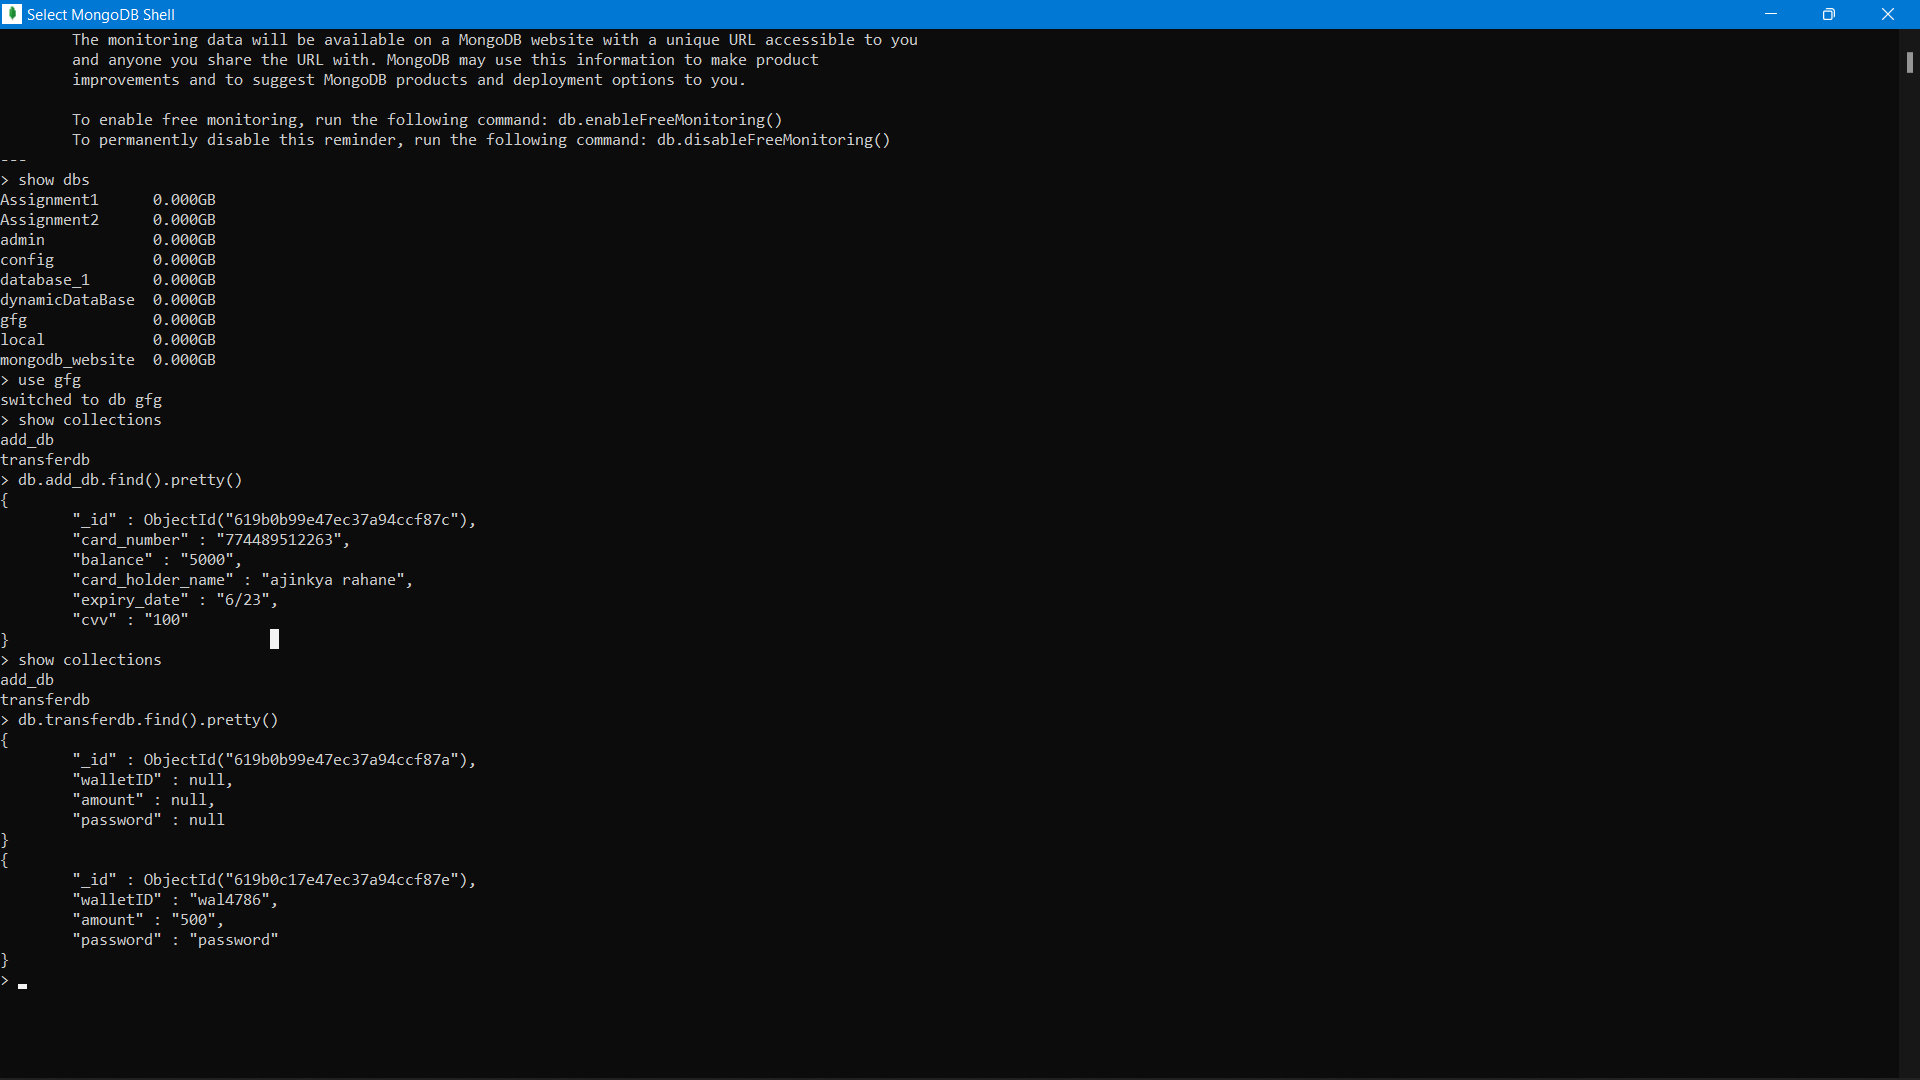 Select MongoDB Shell
The monitoring data will be available on a MongoDB website with a unique URL accessible to you
and anyone you share the URL with. MongoDB may use this information to make product
improvements and to suggest MongoDB products and deployment options to you.
To enable free monitoring, run the following command: db.enableFreeMonitoring()
To permanently disable this reminder, run the following command: db.disableFreeMonitoring()
---
> show dbs
Assignment1      0.000GB
Assignment2      0.000GB
admin            0.000GB
config           0.000GB
database_1       0.000GB
dynamicDataBase  0.000GB
gfg              0.000GB
local            0.000GB
mongodb_website  0.000GB
> use gfg
switched to db gfg
> show collections
add_db
transferdb
> db.add_db.find().pretty()
{
"_id" : ObjectId("619b0b99e47ec37a94ccf87c"),
"card_number" : "774489512263",
"balance" : "5000",
"card_holder_name" : "ajinkya rahane",
"expiry_date" : "6/23",
"cvv" : "100"
}
> show collections
add_db
transferdb
> db.transferdb.find().pretty()
{
"_id" : ObjectId("619b0b99e47ec37a94ccf87a"),
"walletID" : null,
"amount" : null,
"password" : null
}
{
"_id" : ObjectId("619b0c17e47ec37a94ccf87e"),
"walletID" : "wal4786",
"amount" : "500",
"password" : "password"
}
>